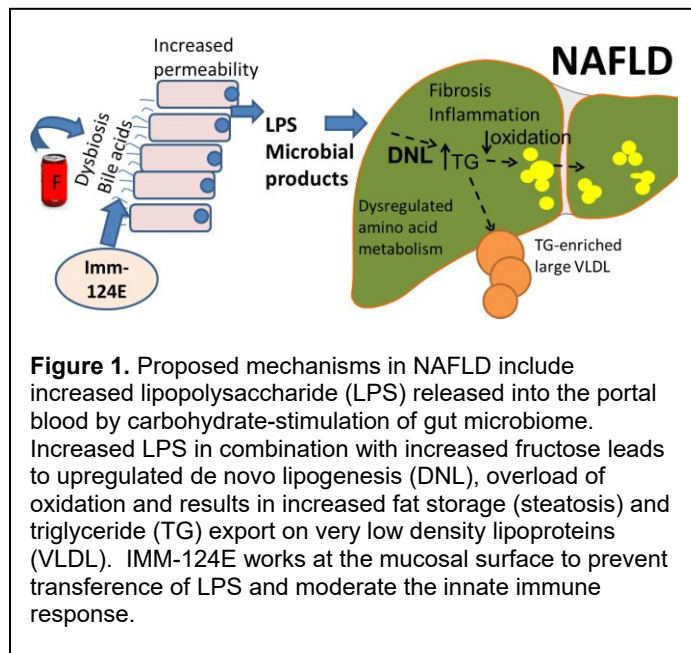 Increased
permeability
NAFLD
F
Dysbiosis
Bile acids
LPS
Microbial
products
Fibrosis
Inflammation
oxidation
DNL
TG
Dysregulated
amino acid
metabolism
TG-enriched
large VLDL
Imm-
124E
Figure 1. Proposed mechanisms in NAFLD include
increased lipopolysaccharide (LPS) released into the portal
blood by carbohydrate-stimulation of gut microbiome.
Increased LPS in combination with increased fructose leads
to upregulated de novo lipogenesis (DNL), overload of
oxidation and results in increased fat storage (steatosis) and
triglyceride (TG) export on very low density lipoproteins
(VLDL).  IMM-124E works at the mucosal surface to prevent
transference of LPS and moderate the innate immune
response.